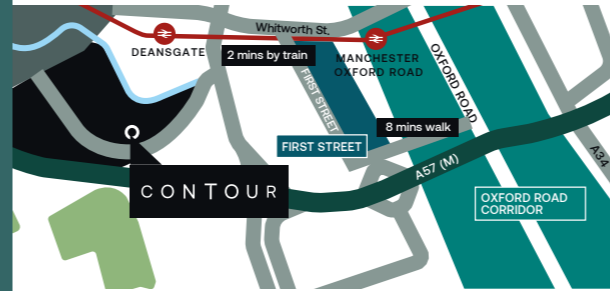 Whitworth St.
DEANSGATE
2 mins by train
MANCHESTER
OXFORD ROAD
OXFORD ROAD
FIRST STREET
8 mins walk
FIRST STREET
A57 (M)
A34
CONTOUR
OXFORD ROAD
CORRIDOR